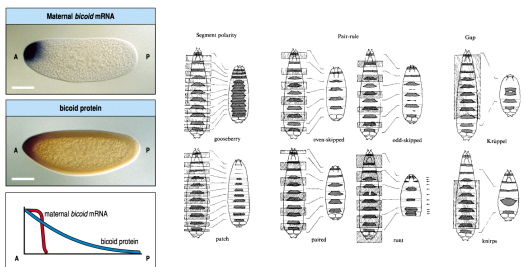 Maternal bicoid mRNA
A
P
bicoid protein
A
P
maternal bicoid mRNA
bicoid protein
A
P
Segment polarity
Pair-rule
Gap
gooseberry
even-skipped
odd-skipped
Krüppel
patch
paired
runt
knirps